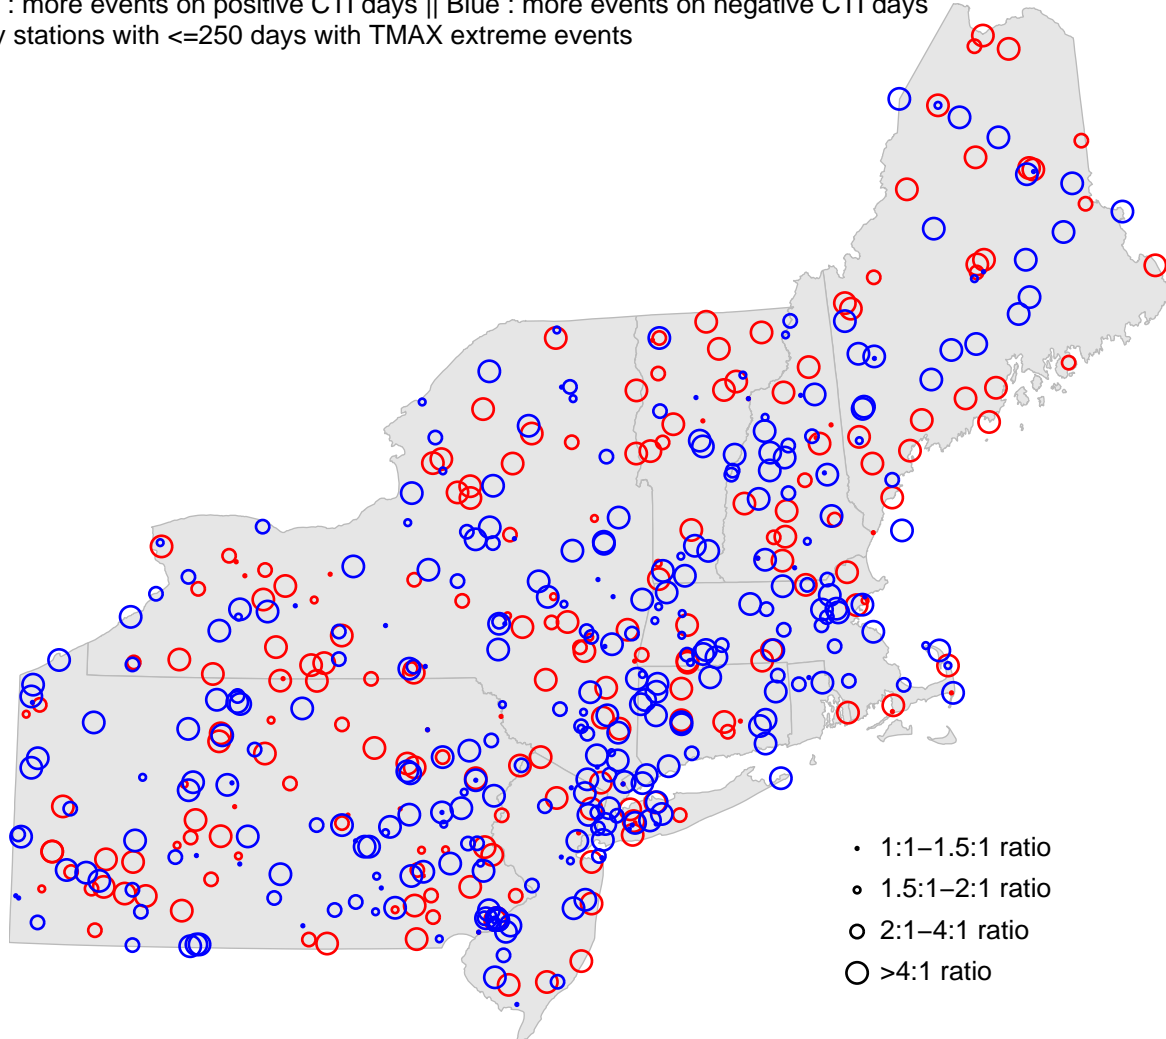 : more events on positive CTI days || Blue : more events on negative CTI days
stations with <=250 days with TMAX extreme events
1:1–1.5:1 ratio
1.5:1–2:1 ratio
2:1–4:1 ratio
>4:1 ratio